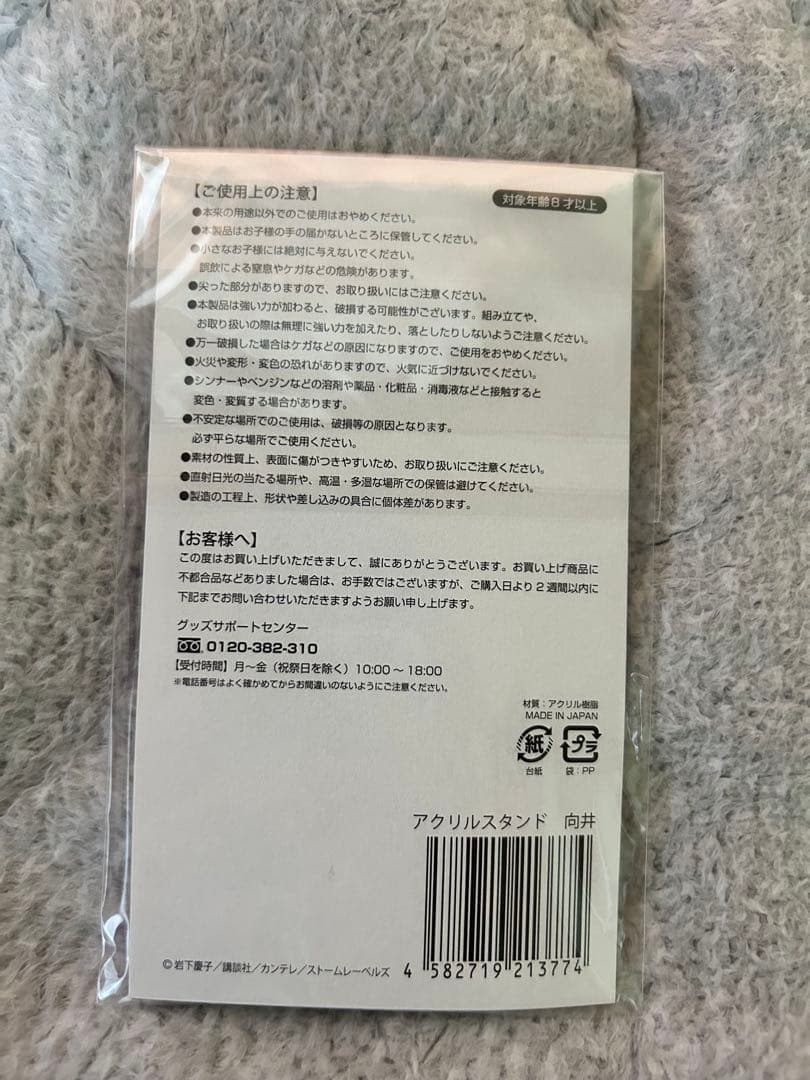 【ご使用上の注意】
対象年齢8才以上
●本来の用途以外でのご使用はおやめください。
●本製品はお子様の手の届かないところに保管してください。
●小さなお子様には絶対に与えないでください。
誤飲による窒息やケガなどの危険があります。
●尖った部分がありますので、お取り扱いにはご注意ください。
●本製品は強い力が加わると、破損する可能性がございます。組み立てや、
お取り扱いの際は無理に強い力を加えたり、落としたりしないようご注意ください。
●万一破損した場合はケガなどの原因になりますので、ご使用をおやめください。
●火災や変形・変色の恐れがありますので、火気に近づけないでください。
●シンナーやベンジンなどの溶剤や薬品・化粧品・消毒液などと接触すると
変色・変質する場合があります。
●不安定な場所でのご使用は、破損等の原因となります。
必ず平らな場所でご使用ください。
●素材の性質上、表面に傷がつきやすいため、お取り扱いにご注意ください。
●直射日光の当たる場所や、高温・多湿な場所での保管は避けてください。
●製造の工程上、形状や差し込みの具合に個体差があります。
【お客様へ】
この度はお買い上げいただきまして、誠にありがとうございます。お買い上げ商品に
不都合品などありました場合は、お手数ではございますが、ご購入日より2週間以内に
下記までお問い合わせいただきますようお願い申し上げます。
グッズサポートセンター
0120-382-310
【受付時間】月〜金（祝祭日を除く）10:00〜18:00
※電話番号はよく確かめてからお間違いのないようにご注意ください。
材質：アクリル樹脂
MADE IN JAPAN
紙 プラ
台紙 袋：PP
アクリルスタンド 向井
4 582719 213774
©岩下慶子／講談社／カンテレ／ストームレーベルズ